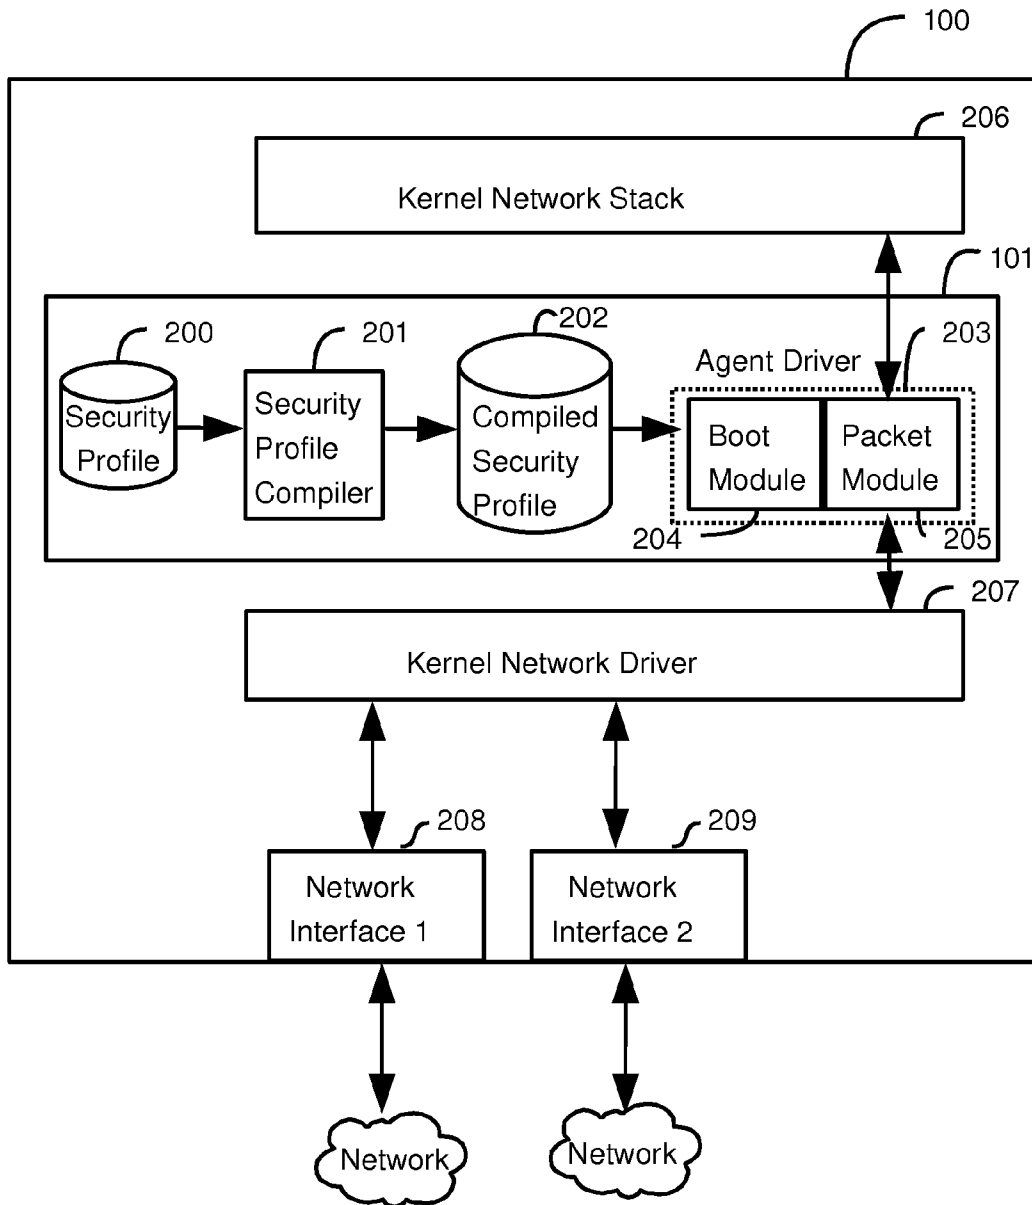 100
206
Kernel Network Stack
101
200
201
202
203
Agent Driver
Security
Profile
Security
Profile
Compiler
Compiled
Security
Profile
Boot
Module
Packet
Module
204
205
207
Kernel Network Driver
208
209
Network
Interface 1
Network
Interface 2
Network
Network